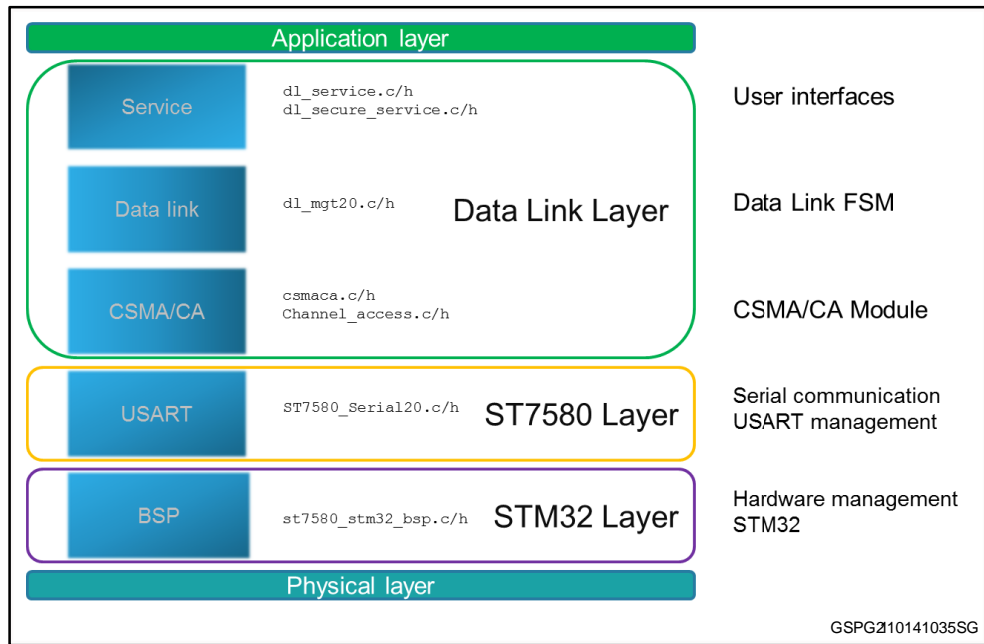 Application layer
Service
dl_service.c/h
dl_secure_service.c/h
User interfaces
Data link
dl_mgt20.c/h
Data Link Layer
Data Link FSM
CSMA/CA
csmaca.c/h
Channel_access.c/h
CSMA/CA Module
USART
ST7580_Serial20.c/h
ST7580 Layer
Serial communication
USART management
BSP
st7580_stm32_bsp.c/h
STM32 Layer
Hardware management
STM32
Physical layer
GSPG2I10141035SG